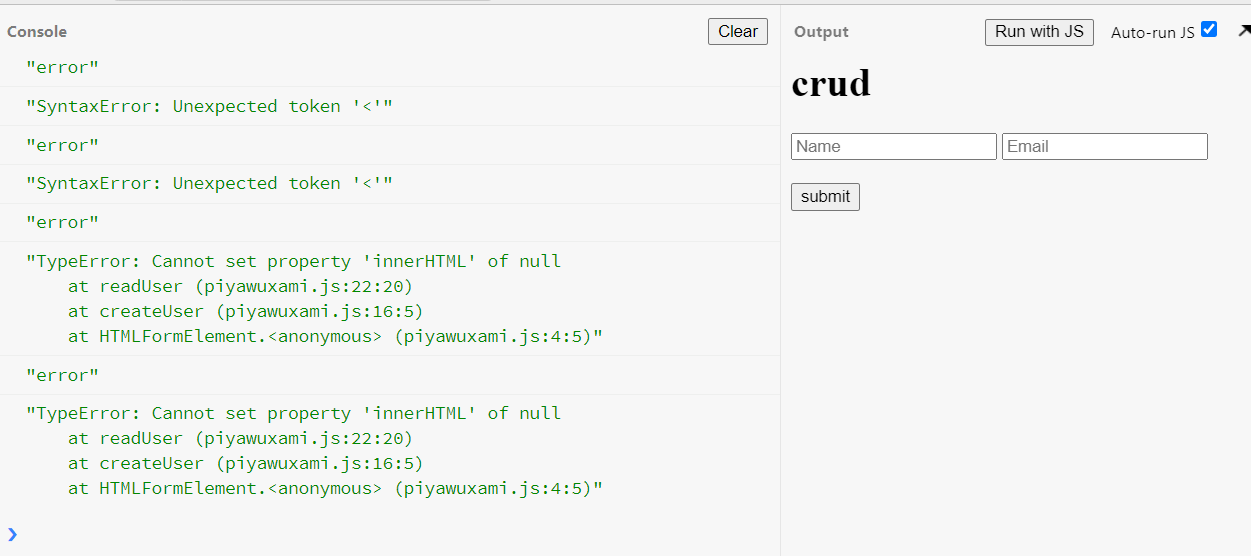 Console
Clear
"error"
"SyntaxError: Unexpected token '<'"
"error"
"SyntaxError: Unexpected token '<'"
"error"
"TypeError: Cannot set property 'innerHTML' of null
    at readUser (piyawuxami.js:22:20)
    at createUser (piyawuxami.js:16:5)
    at HTMLFormElement.<anonymous> (piyawuxami.js:4:5)"
"error"
"TypeError: Cannot set property 'innerHTML' of null
    at readUser (piyawuxami.js:22:20)
    at createUser (piyawuxami.js:16:5)
    at HTMLFormElement.<anonymous> (piyawuxami.js:4:5)"
Output
Run with JS
Auto-run JS
crud
Name
Email
submit